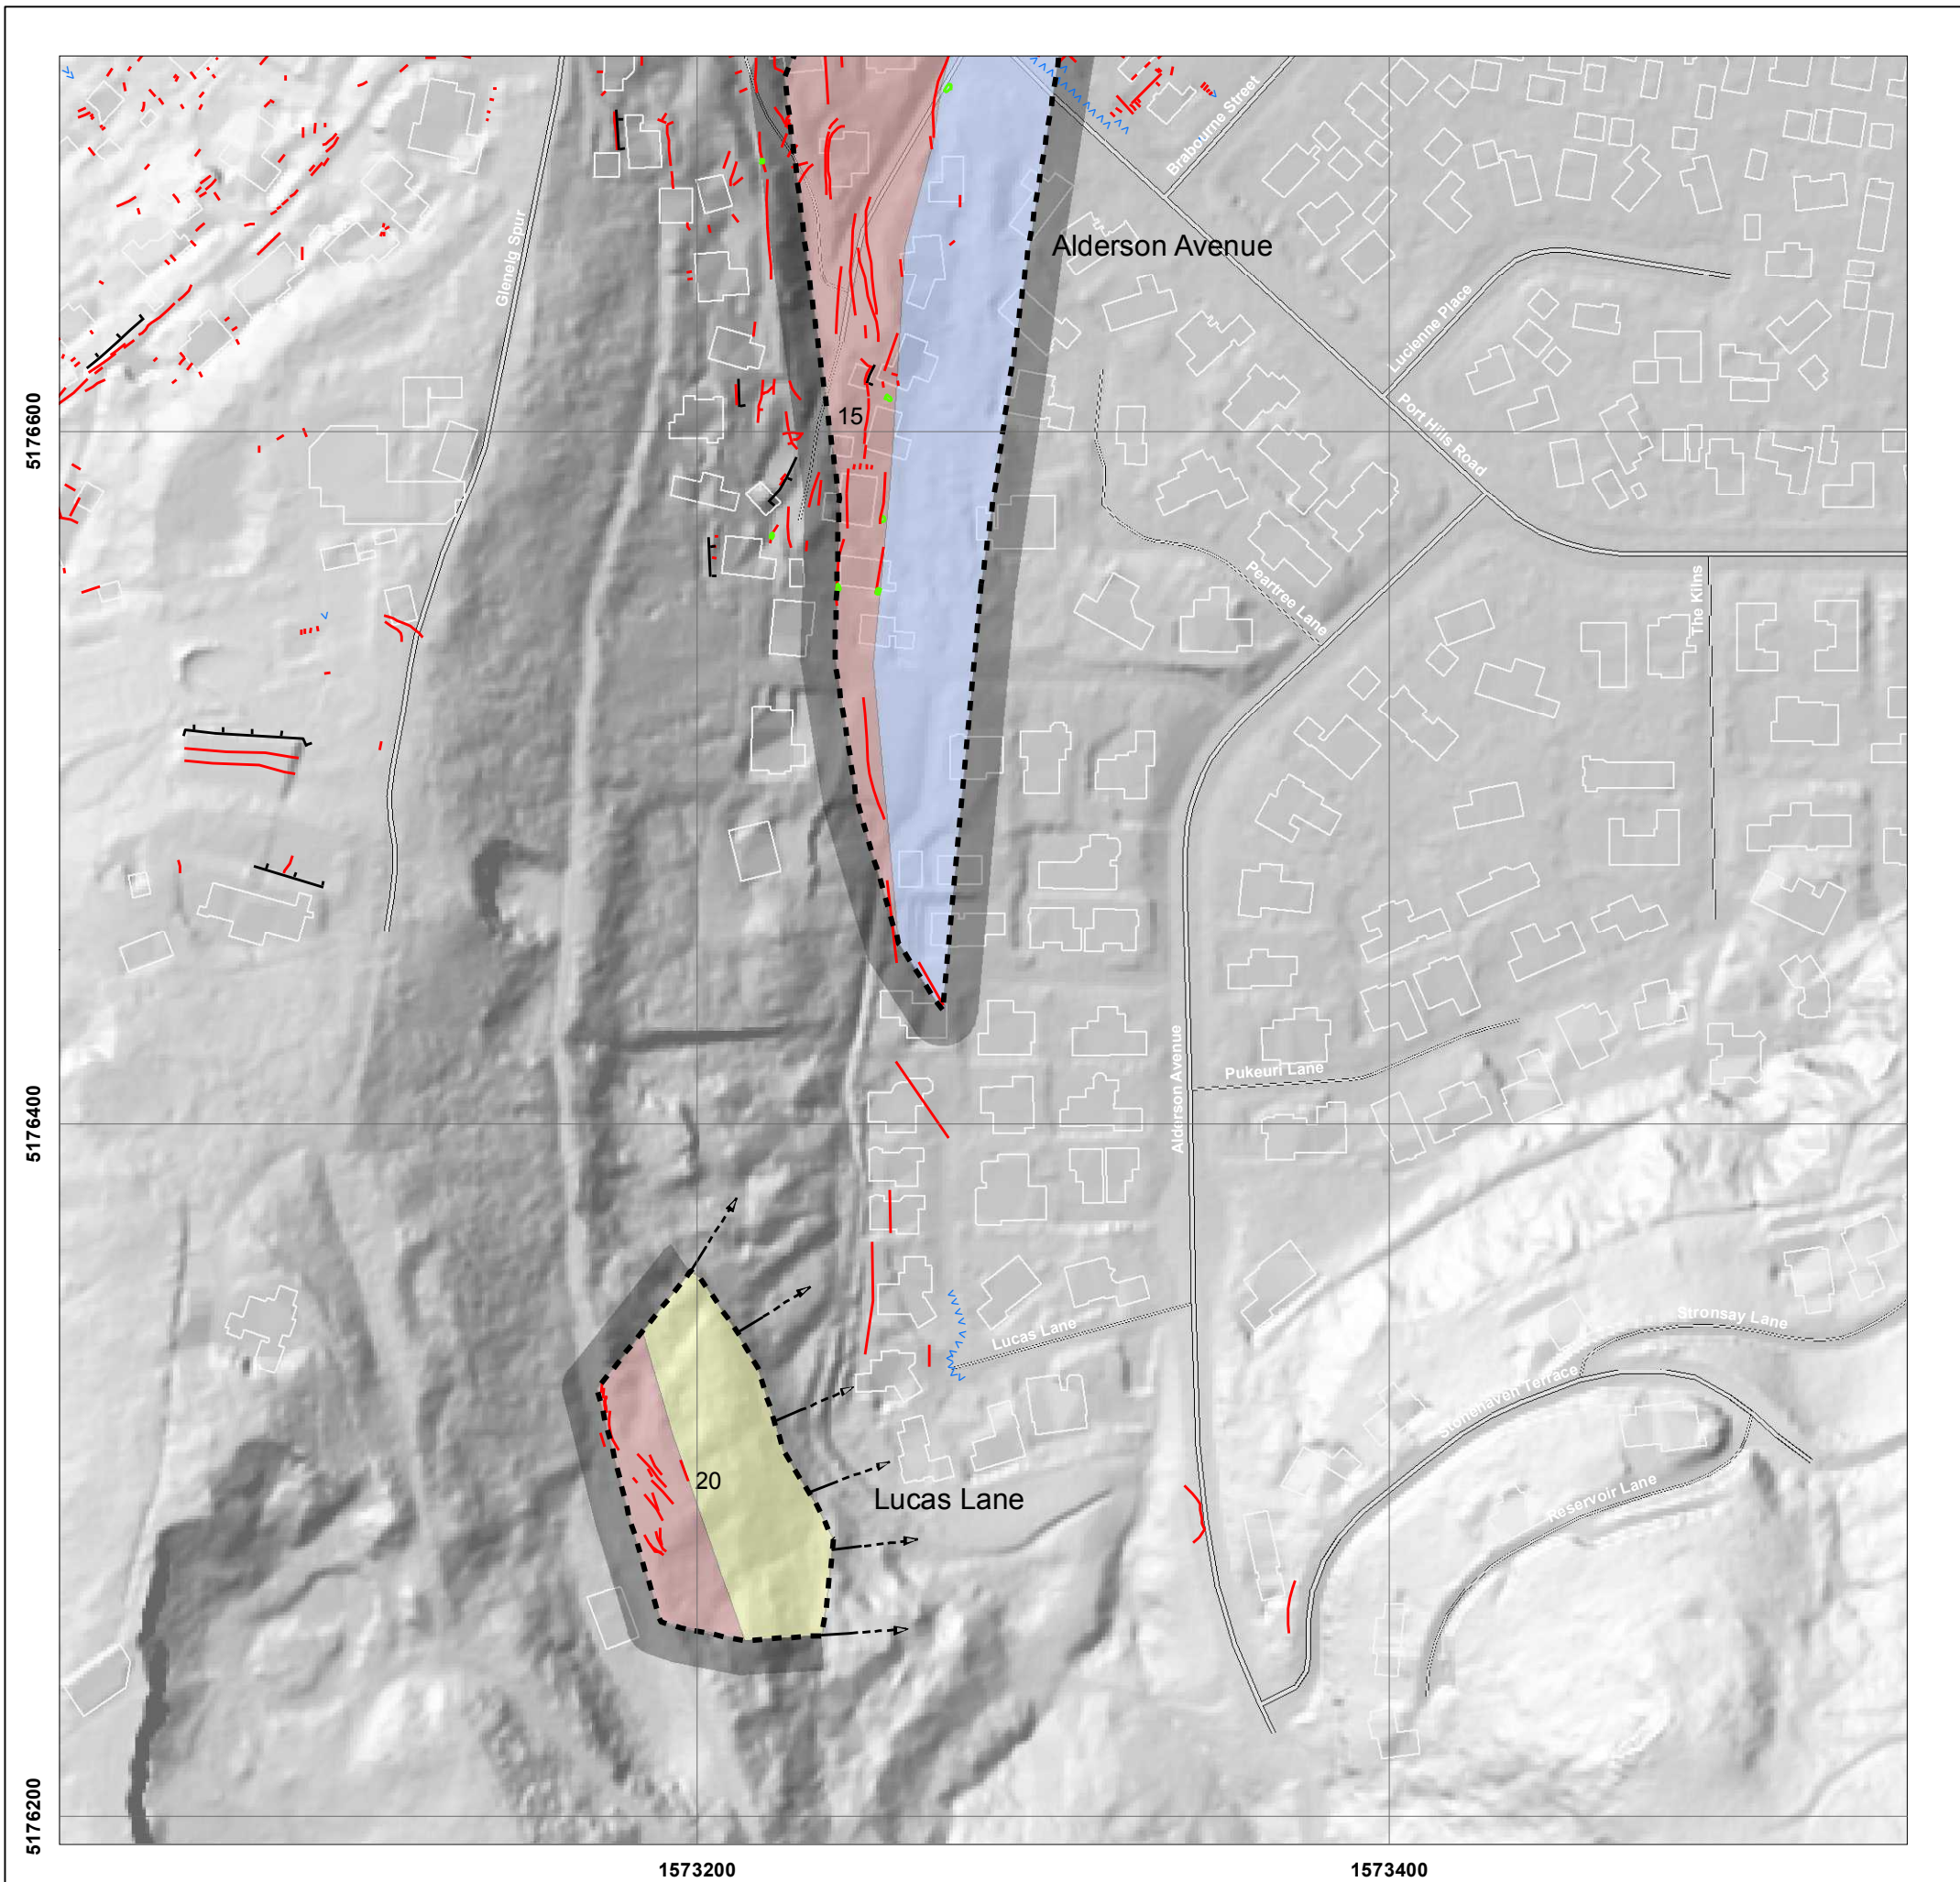 Brabourne Street
Glenelg Spur
Alderson Avenue
Lucienne Place
15
Port Hills Road
5176600
Peartree Lane
The Kilns
Alderson Avenue
Pukeuri Lane
5176400
Lucas Lane
Stronsay Lane
Stonehaven Terrace
20
Lucas Lane
Reservoir Lane
5176200
1573200
1573400